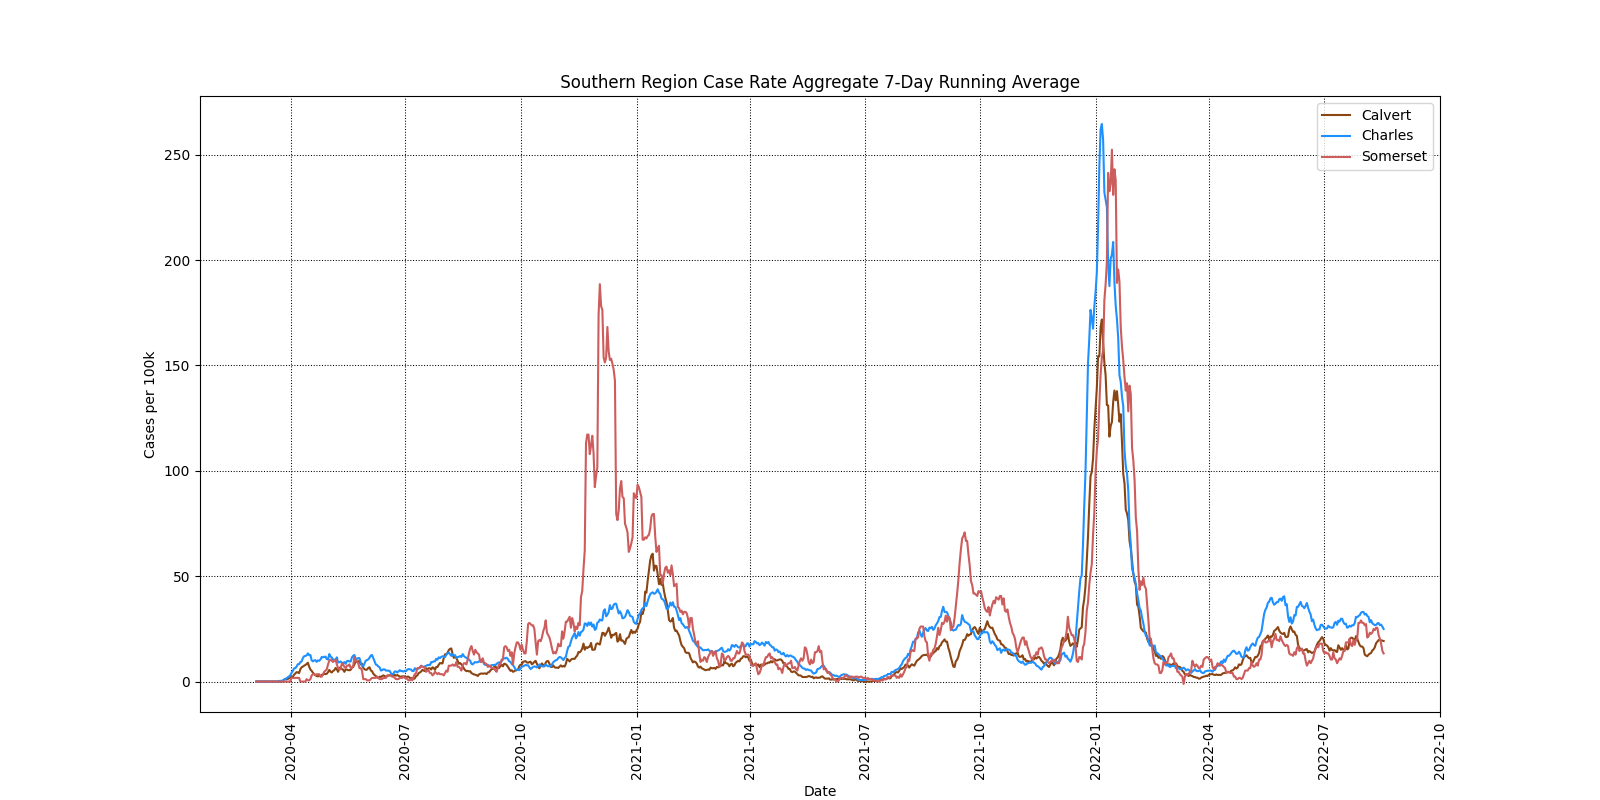 Southern Region Case Rate Aggregate 7-Day Running Average
Calvert
Charles
Somerset
Cases per 100k
250
200
150
100
50
0
2020-04
2020-07
2020-10
2021-01
2021-04
2021-07
2021-10
2022-01
2022-04
2022-07
2022-10
Date